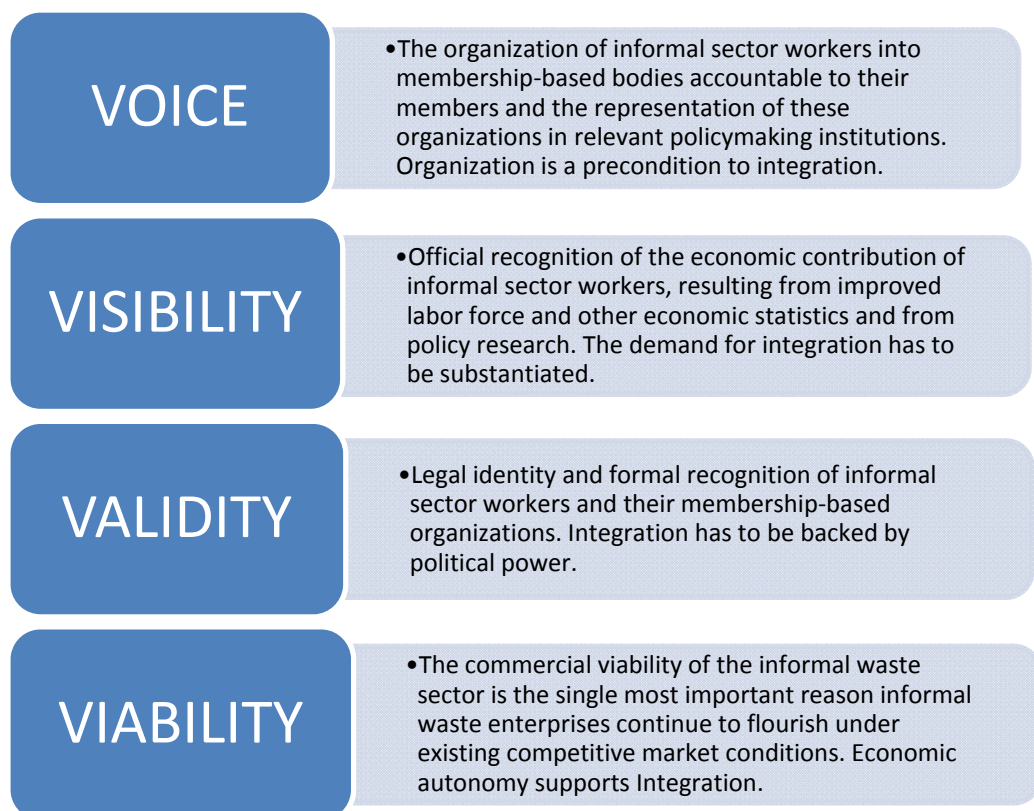 VOICE
•The organization of informal sector workers into
membership-based bodies accountable to their
members and the representation of these
organizations in relevant policymaking institutions.
Organization is a precondition to integration.
VISIBILITY
•Official recognition of the economic contribution of
informal sector workers, resulting from improved
labor force and other economic statistics and from
policy research. The demand for integration has to
be substantiated.
VALIDITY
•Legal identity and formal recognition of informal
sector workers and their membership-based
organizations. Integration has to be backed by
political power.
VIABILITY
•The commercial viability of the informal waste
sector is the single most important reason informal
waste enterprises continue to flourish under
existing competitive market conditions. Economic
autonomy supports Integration.